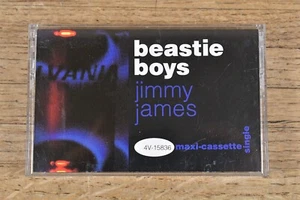 beastie
boys
jimmy
james
4V-15836
maxi-cassette
single